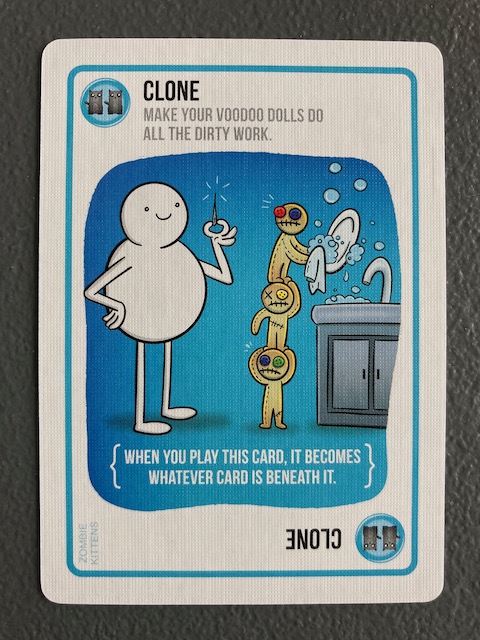 CLONE
MAKE YOUR VOODOO DOLLS DO
ALL THE DIRTY WORK.
{ WHEN YOU PLAY THIS CARD, IT BECOMES
WHATEVER CARD IS BENEATH IT. }
ZOMBIE
KITTENS
CLONE